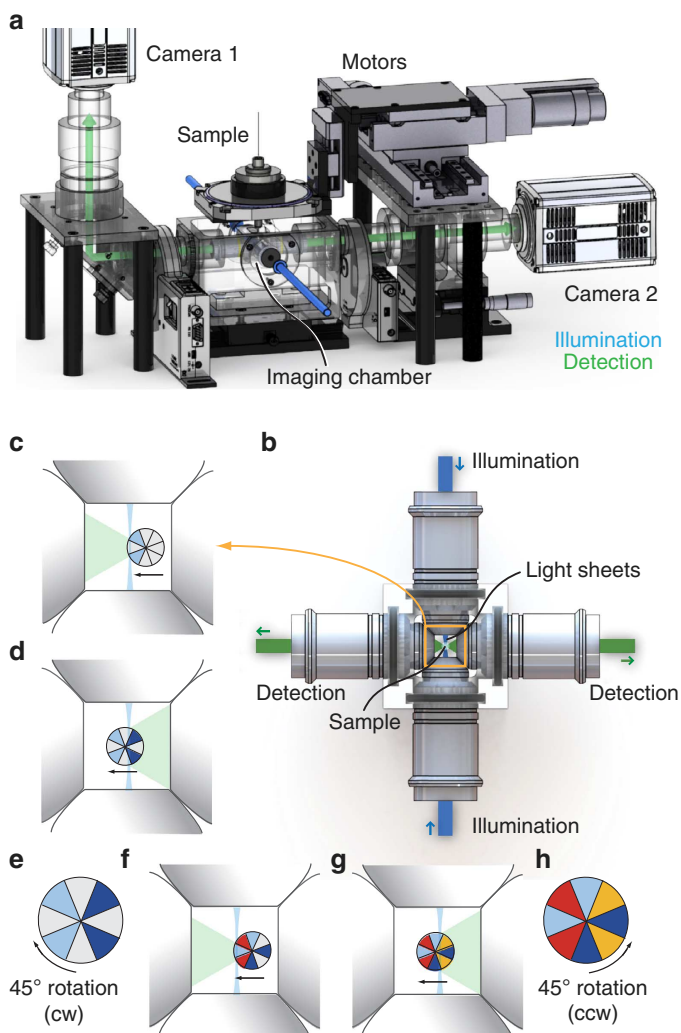 a
Camera 1
Motors
Sample
Camera 2
Illumination
Detection
Imaging chamber
c
b
Illumination
Light sheets
d
Detection
Detection
Sample
Illumination
e
f
g
h
45° rotation
(cw)
45° rotation
(ccw)